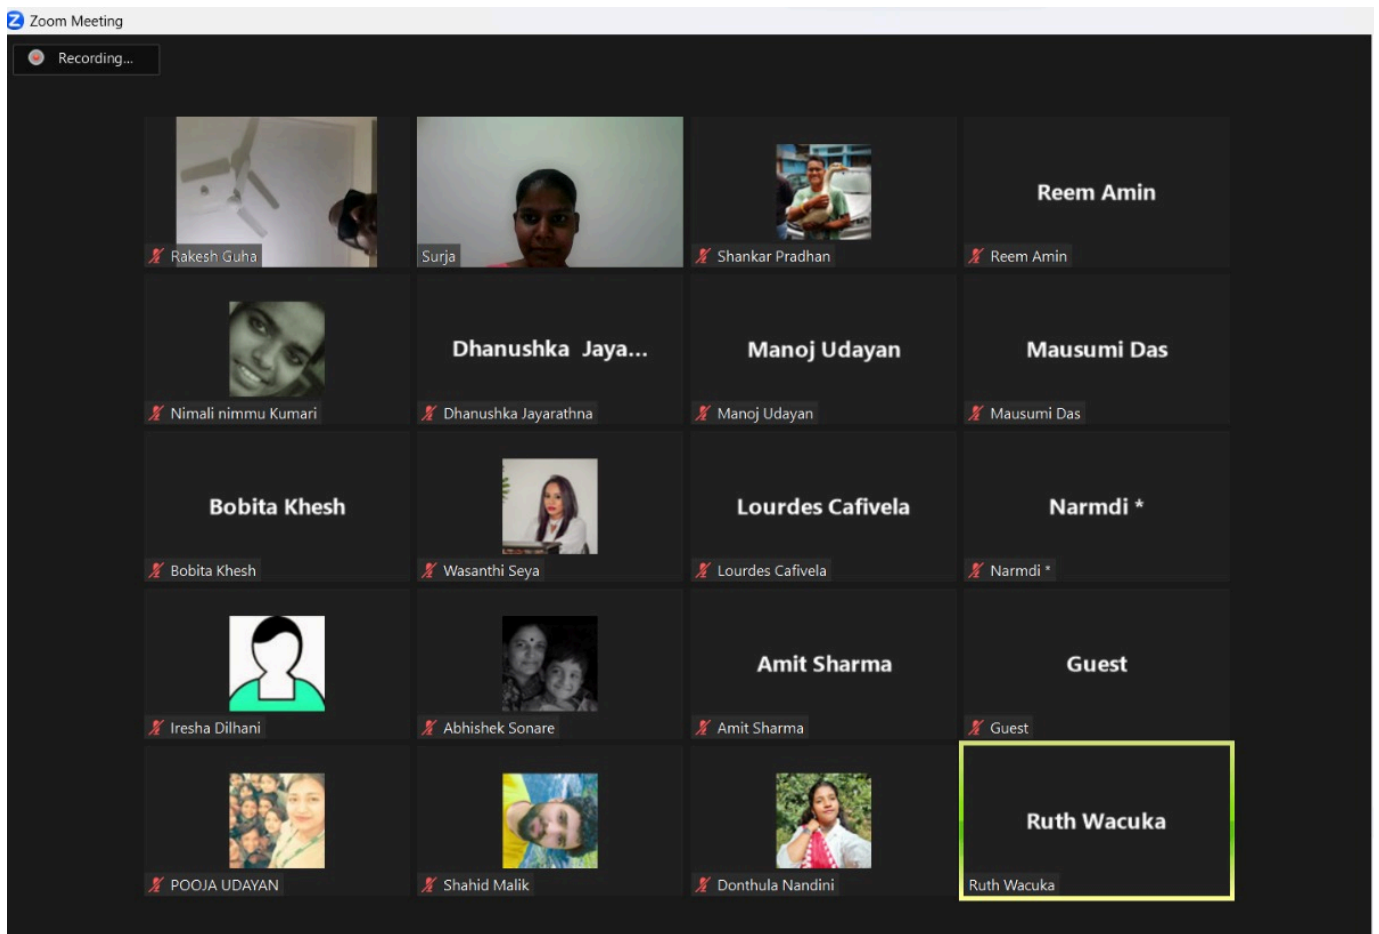 Zoom Meeting
Recording...
Rakesh Guha
Surja
Shankar Pradhan
Reem Amin
Reem Amin
Nimali nimmu Kumari
Dhanushka Jaya...
Dhanushka Jayarathna
Manoj Udayan
Manoj Udayan
Mausumi Das
Mausumi Das
Bobita Khesh
Bobita Khesh
Wasanthi Seya
Lourdes Cafivela
Lourdes Cafivela
Narmdi *
Narmdi *
Iresha Dilhani
Abhishek Sonare
Amit Sharma
Amit Sharma
Guest
Guest
POOJA UDAYAN
Shahid Malik
Donthula Nandini
Ruth Wacuka
Ruth Wacuka